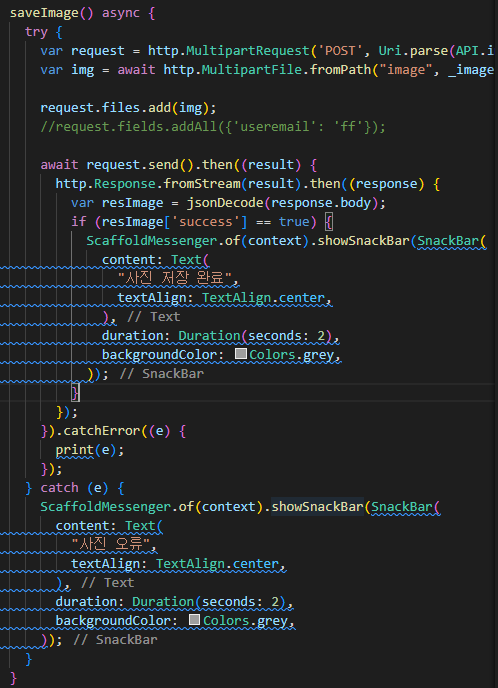 saveImage() async {
try {
var request = http.MultipartRequest('POST', Uri.parse(API.i
var img = await http.MultipartFile.fromPath("image", _image
request.files.add(img);
//request.fields.addAll({'useremail': 'ff'});
await request.send().then((result) {
http.Response.fromStream(result).then((response) {
var resImage = jsonDecode(response.body);
if (resImage['success'] == true) {
ScaffoldMessenger.of(context).showSnackBar(SnackBar(
content: Text(
"사진 저장 완료",
textAlign: TextAlign.center,
), // Text
duration: Duration(seconds: 2),
backgroundColor: Colors.grey,
)); // SnackBar
}
});
}).catchError((e) {
print(e);
});
} catch (e) {
ScaffoldMessenger.of(context).showSnackBar(SnackBar(
content: Text(
"사진 오류",
textAlign: TextAlign.center,
), // Text
duration: Duration(seconds: 2),
backgroundColor: Colors.grey,
)); // SnackBar
}
}